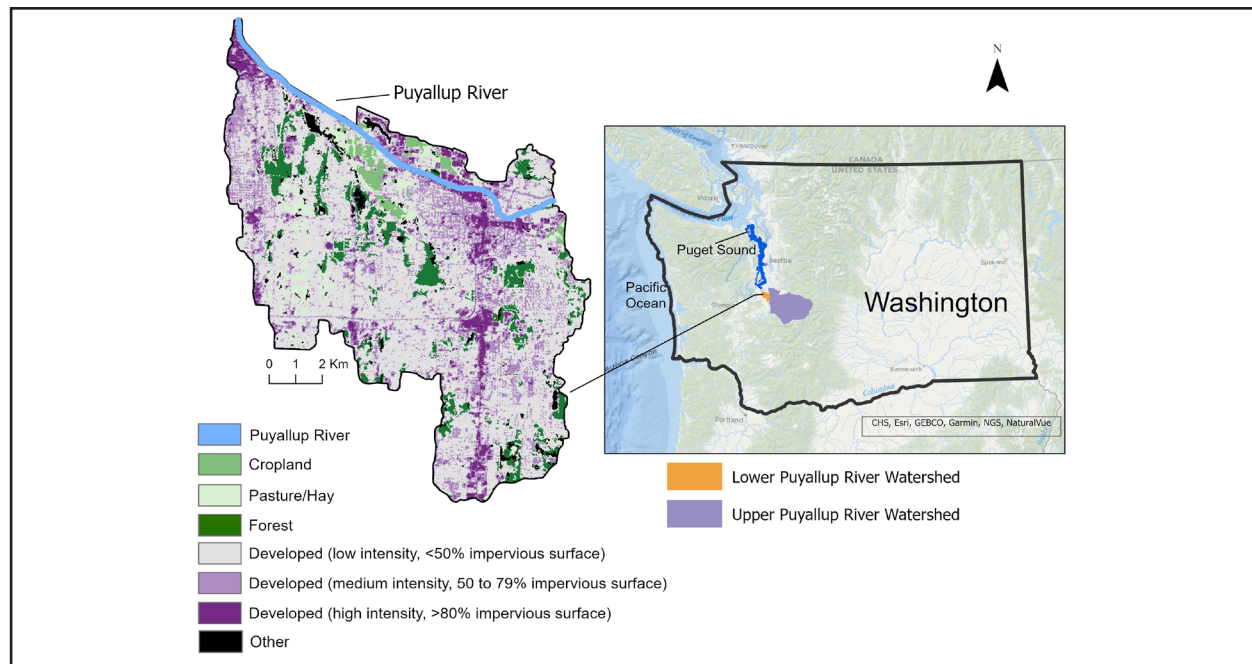 N
Puyallup River
Vancouver
CANADA
UNITED STATES
Victoria
Puget Sound
Seattle
Spokane
Pacific
Ocean
Washington
Kennewick
Columbia
Portland
CHS, Esri, GEBCO, Garmin, NGS, NaturalVue
0 1 2 Km
Puyallup River
Cropland
Pasture/Hay
Forest
Developed (low intensity, <50% impervious surface)
Developed (medium intensity, 50 to 79% impervious surface)
Developed (high intensity, >80% impervious surface)
Other
Lower Puyallup River Watershed
Upper Puyallup River Watershed